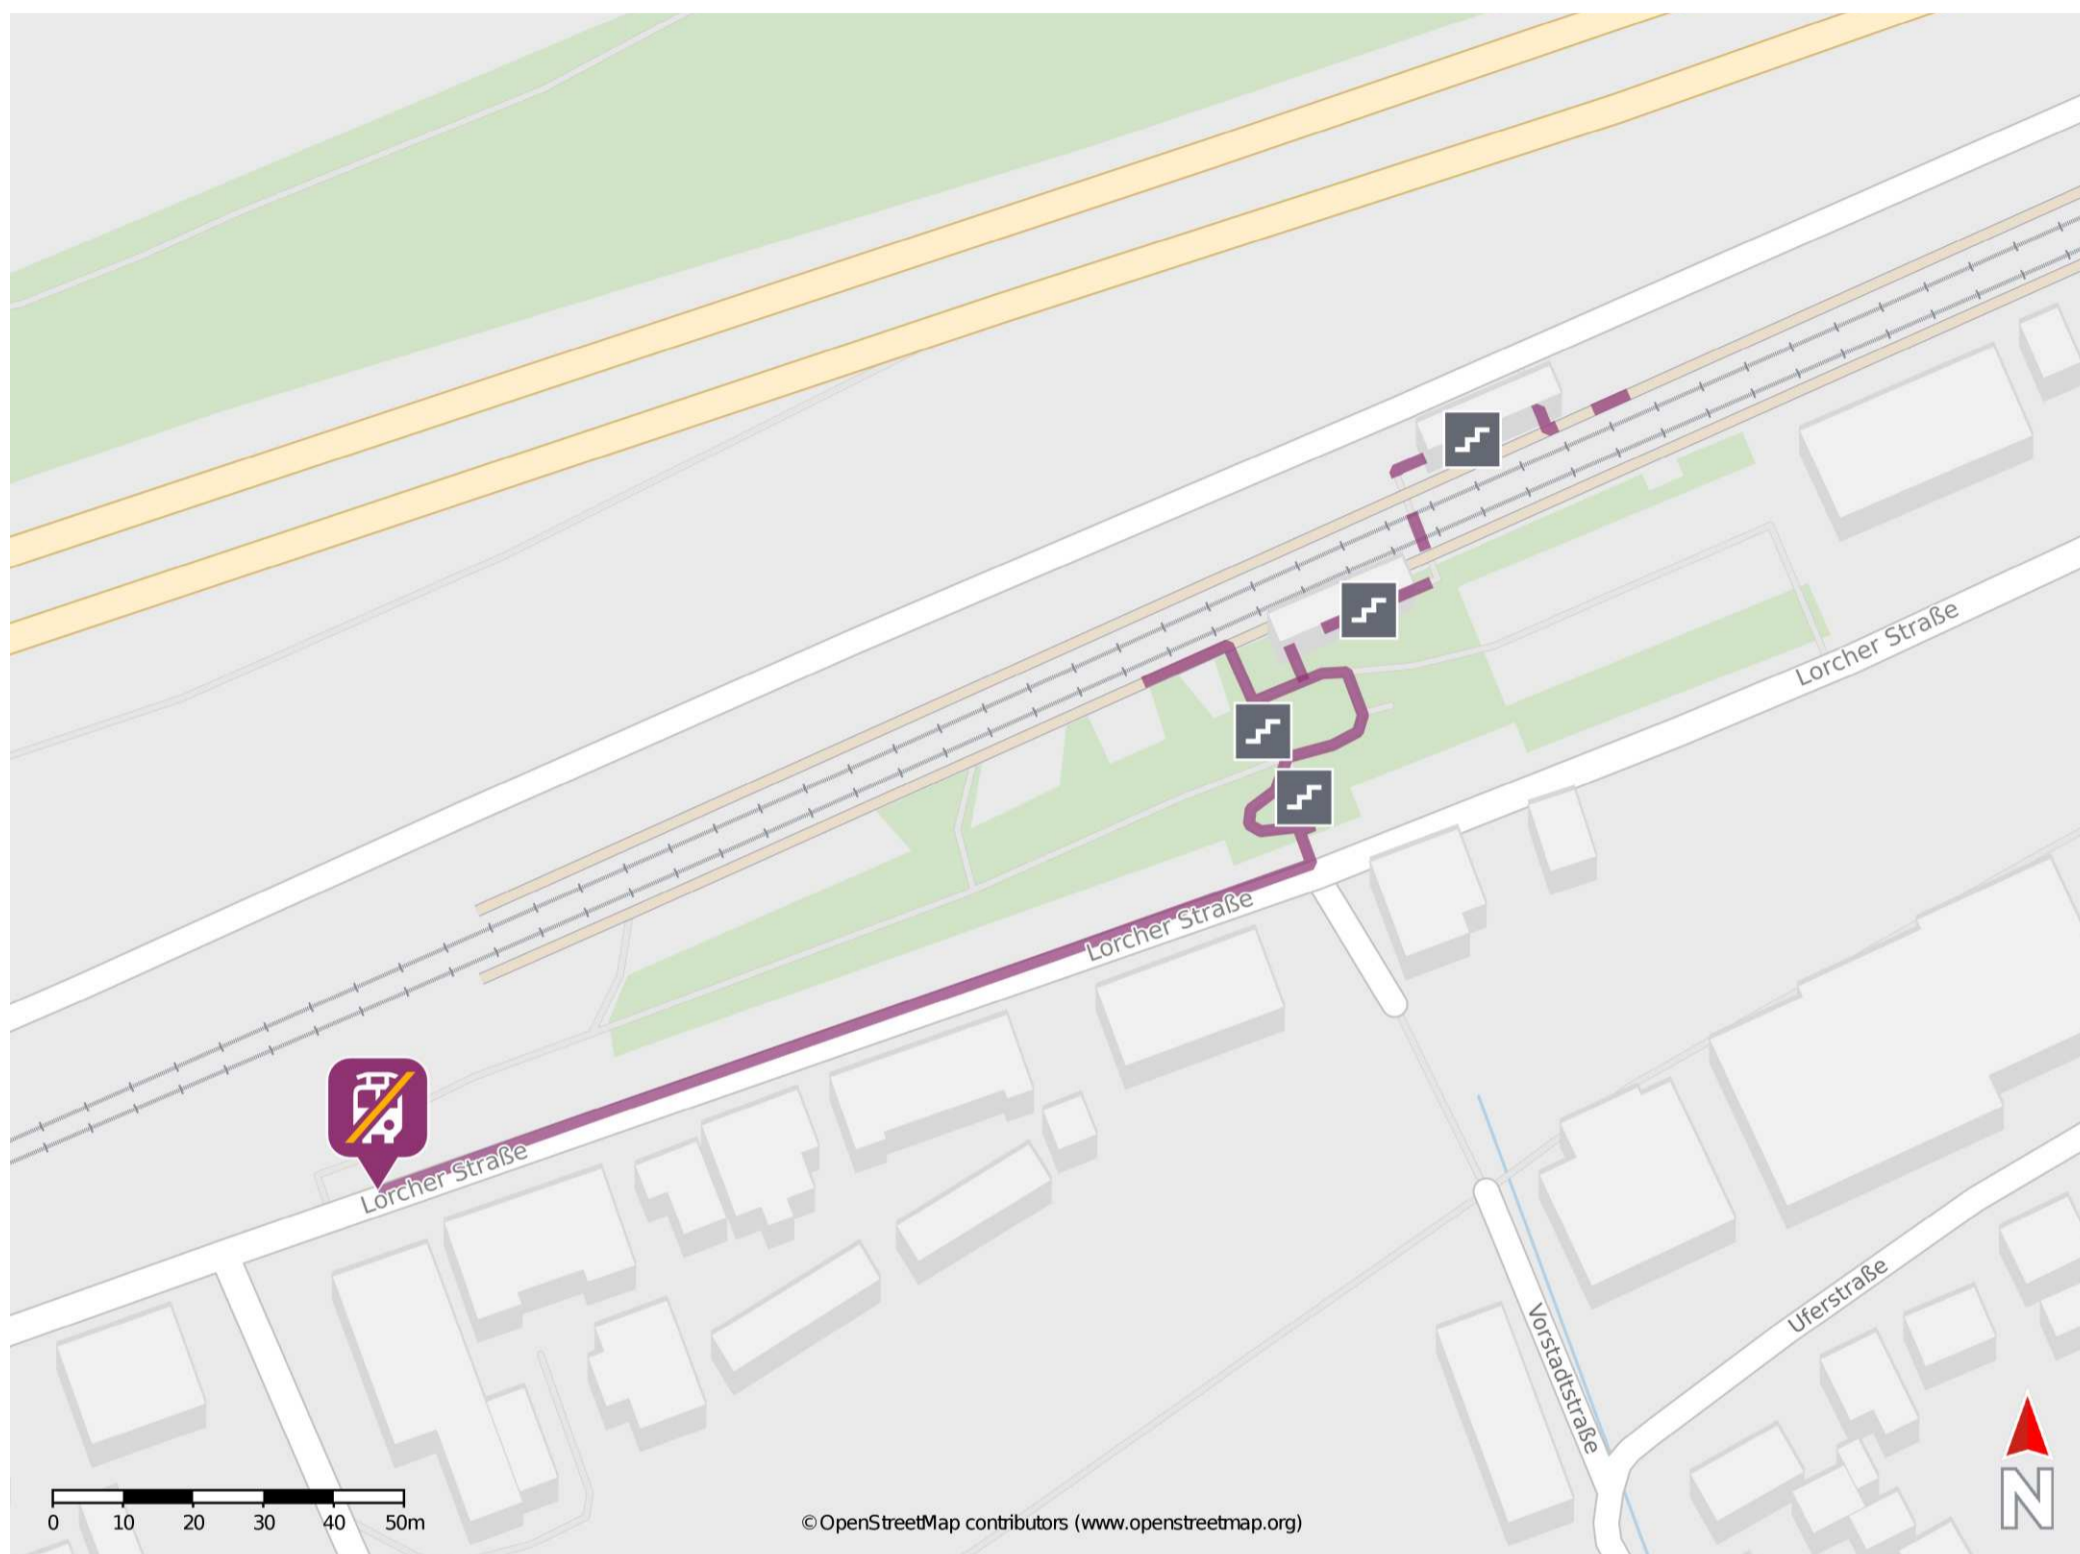 Lorcher Straße
Lorcher Straße
Lorcher Straße
Uferstraße
Vorstadtstraße
0 10 20 30 40 50m
© OpenStreetMap contributors (www.openstreetmap.org)
N